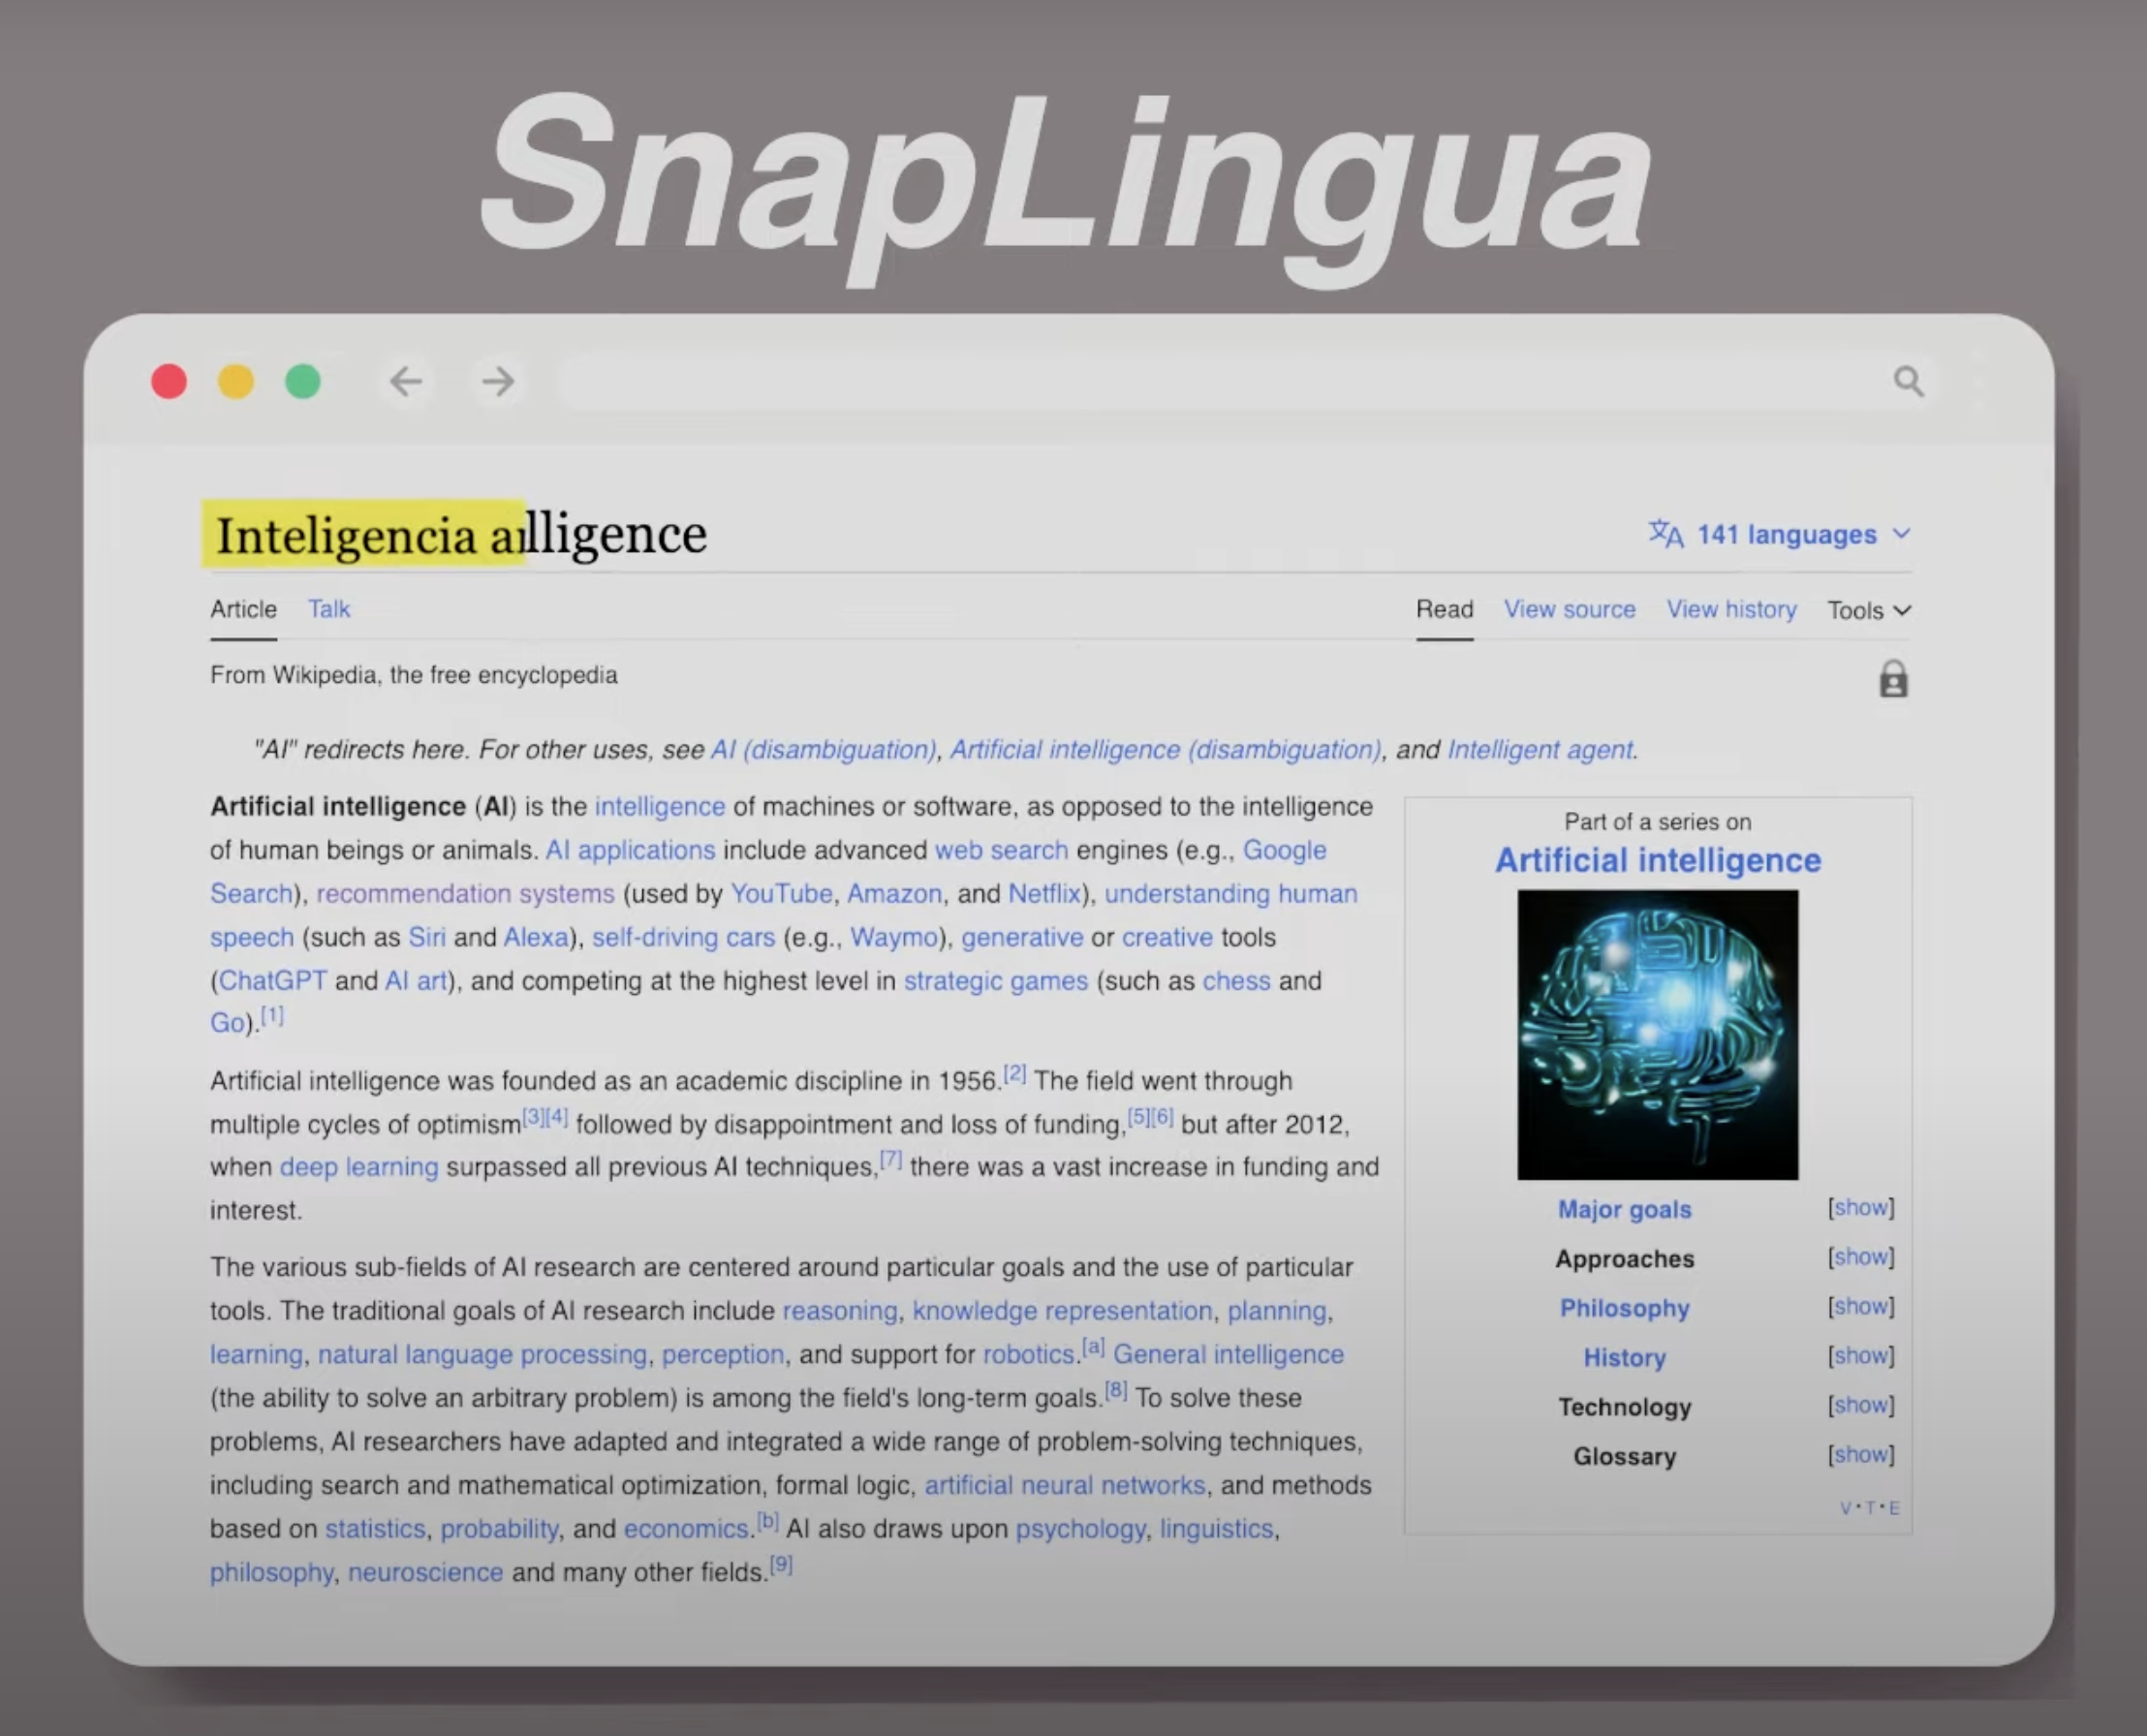 SnapLingua
Inteligencia arlligence
141 languages
Article Talk Read View source View history Tools
From Wikipedia, the free encyclopedia
"AI" redirects here. For other uses, see AI (disambiguation), Artificial intelligence (disambiguation), and Intelligent agent.
Artificial intelligence (AI) is the intelligence of machines or software, as opposed to the intelligence
of human beings or animals. AI applications include advanced web search engines (e.g., Google
Search), recommendation systems (used by YouTube, Amazon, and Netflix), understanding human
speech (such as Siri and Alexa), self-driving cars (e.g., Waymo), generative or creative tools
(ChatGPT and AI art), and competing at the highest level in strategic games (such as chess and
Go).[1]
Artificial intelligence was founded as an academic discipline in 1956.[2] The field went through
multiple cycles of optimism[3][4] followed by disappointment and loss of funding,[5][6] but after 2012,
when deep learning surpassed all previous AI techniques,[7] there was a vast increase in funding and
interest.
The various sub-fields of AI research are centered around particular goals and the use of particular
tools. The traditional goals of AI research include reasoning, knowledge representation, planning,
learning, natural language processing, perception, and support for robotics.[a] General intelligence
(the ability to solve an arbitrary problem) is among the field's long-term goals.[8] To solve these
problems, AI researchers have adapted and integrated a wide range of problem-solving techniques,
including search and mathematical optimization, formal logic, artificial neural networks, and methods
based on statistics, probability, and economics.[b] AI also draws upon psychology, linguistics,
philosophy, neuroscience and many other fields.[9]
Part of a series on
Artificial intelligence
Major goals [show]
Approaches [show]
Philosophy [show]
History [show]
Technology [show]
Glossary [show]
V·T·E